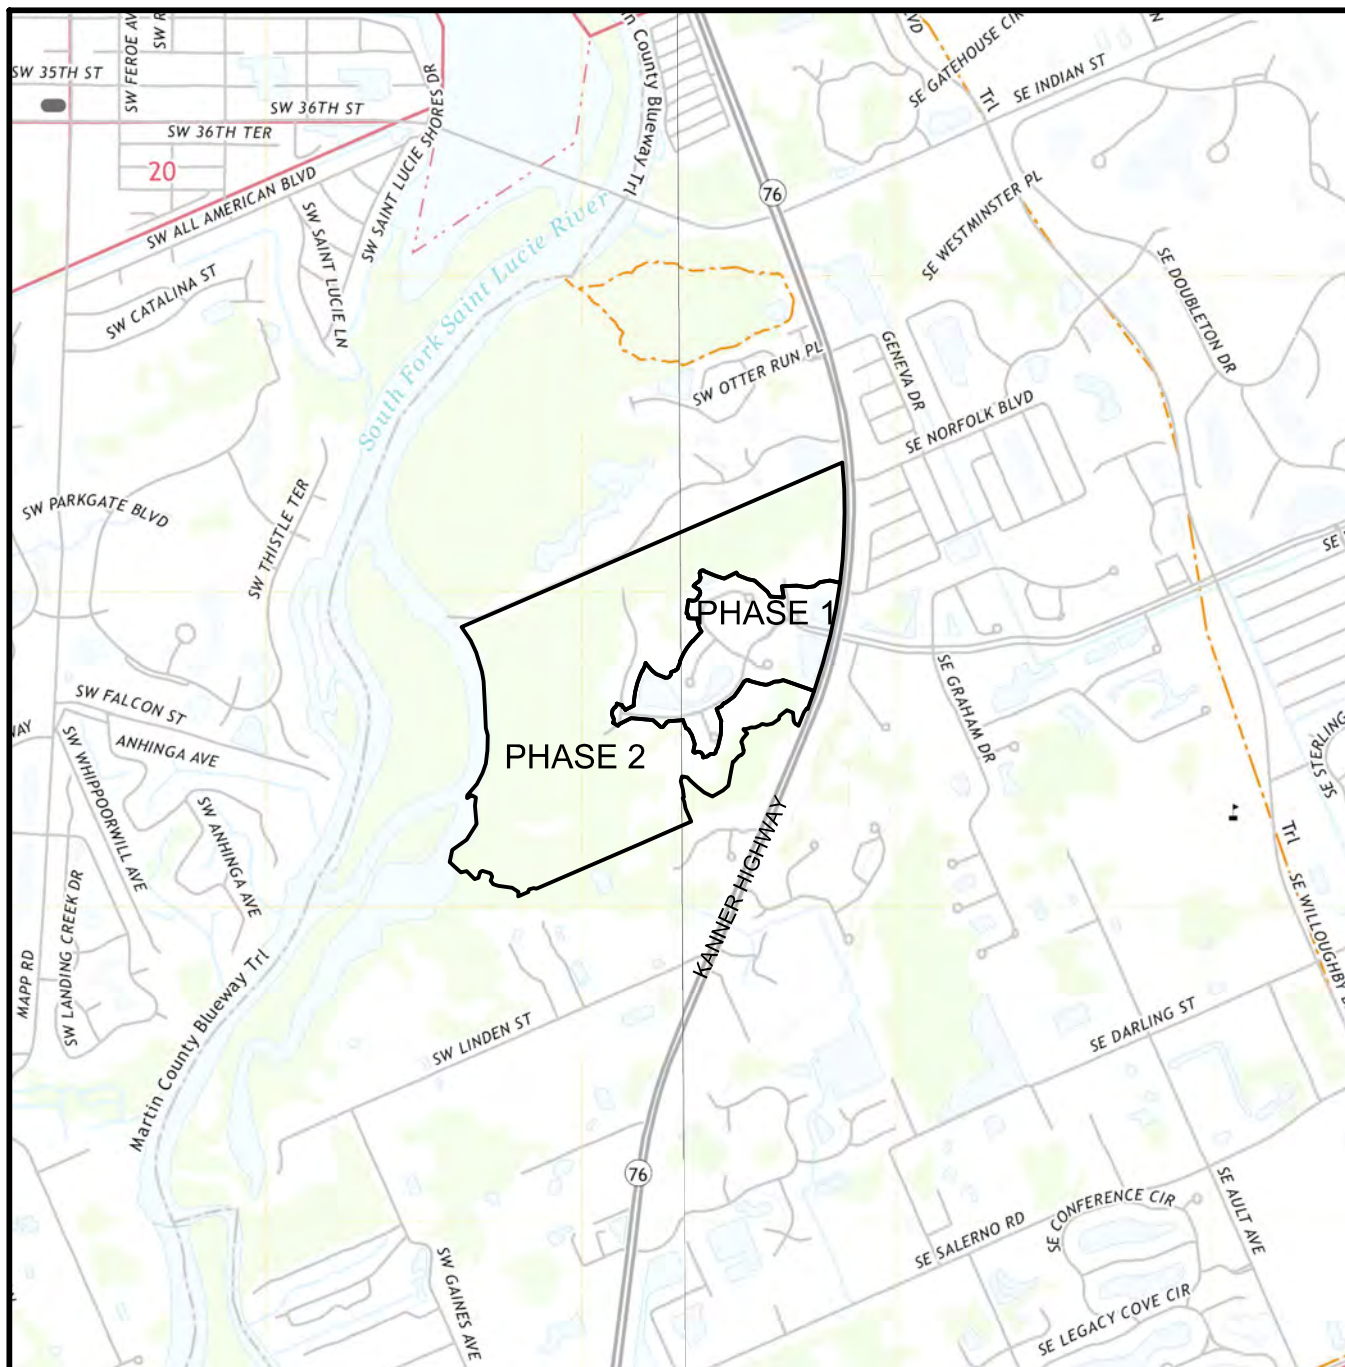 SW 35TH ST
SW FEROE AV
SW R
SW 36TH ST
SW 36TH TER
20
SW ALL AMERICAN BLVD
SW SAINT LUCIE SHORES DR
SW SAINT LUCIE LN
SW CATALINA ST
South Fork Saint Lucie River
n County Blueway Trl
76
VD
SE GATEHOUSE CIR
SE INDIAN ST
N
Trl
SE WESTMINSTER PL
SE DOUBLETON DR
SW OTTER RUN PL
GENEVA DR
SE NORFOLK BLVD
SW PARKGATE BLVD
SW THISTLE TER
SE
PHASE 1
PHASE 2
SW FALCON ST
ANHINGA AVE
WAY
SW WHIPPOORWILL AVE
SW ANHINGA AVE
SE GRAHAM DR
SE STERLING
KANNER HIGHWAY
Trl
SE WILLOUGHBY B
MAPP RD
SW LANDING CREEK DR
Martin County Blueway Trl
SW LINDEN ST
SE DARLING ST
76
SE CONFERENCE CIR
SE AULT AVE
SE SALERNO RD
SW GAINES AVE
SE LEGACY COVE CIR